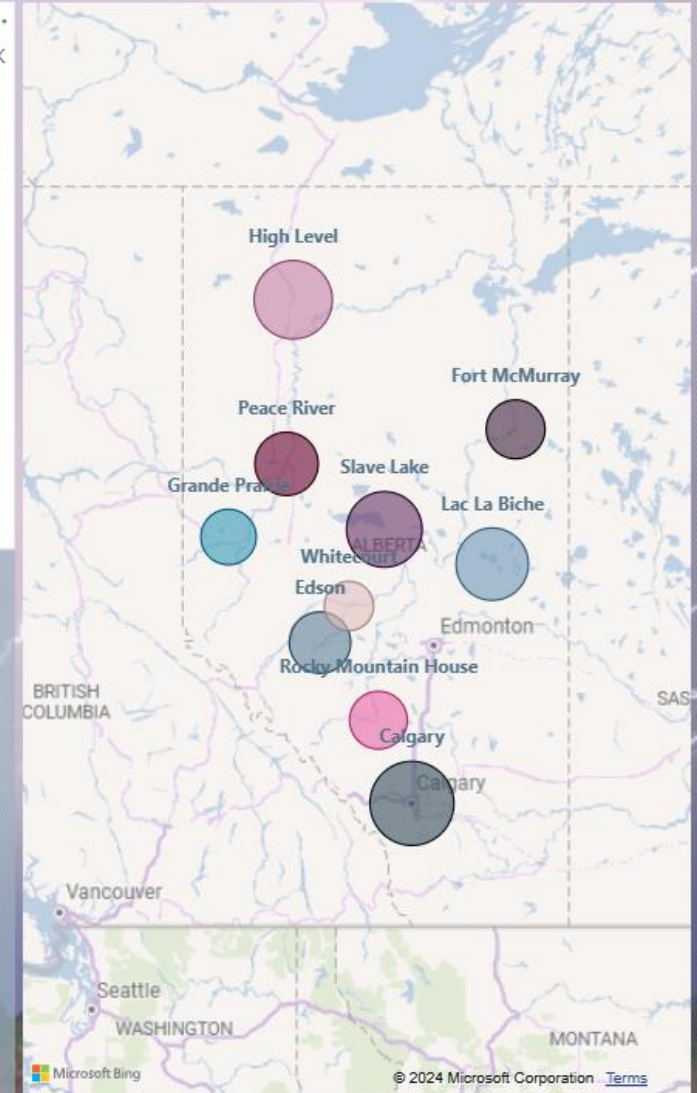 K
High Level
Fort McMurray
Peace River
Slave Lake
Grande Prairie
Lac La Biche
ALBERTA
Whitecourt
Edson
Edmonton
Rocky Mountain House
BRITISH
COLUMBIA
SAS
Calgary
Calgary
Vancouver
Seattle
WASHINGTON
MONTANA
Microsoft Bing
© 2024 Microsoft Corporation Terms